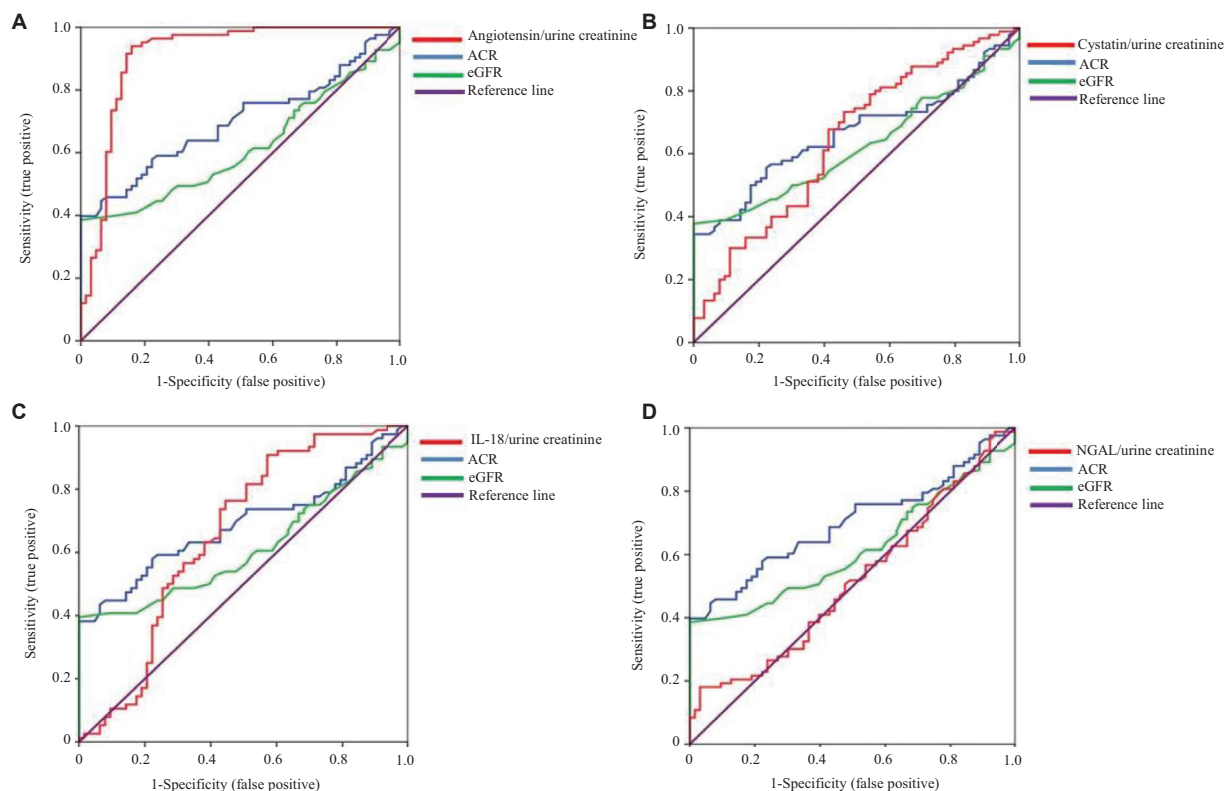 A
1.0
0.8
0.6
0.4
0.2
0
Sensitivity (true positive)
0
0.2
0.4
0.6
0.8
1.0
1-Specificity (false positive)
Angiotensin/urine creatinine
ACR
eGFR
Reference line
B
1.0
0.8
0.6
0.4
0.2
0
Sensitivity (true positive)
0
0.2
0.4
0.6
0.8
1.0
1-Specificity (false positive)
Cystatin/urine creatinine
ACR
eGFR
Reference line
C
1.0
0.8
0.6
0.4
0.2
0
Sensitivity (true positive)
0
0.2
0.4
0.6
0.8
1.0
1-Specificity (false positive)
IL-18/urine creatinine
ACR
eGFR
Reference line
D
1.0
0.8
0.6
0.4
0.2
0
Sensitivity (true positive)
0
0.2
0.4
0.6
0.8
1.0
1-Specificity (false positive)
NGAL/urine creatinine
ACR
eGFR
Reference line